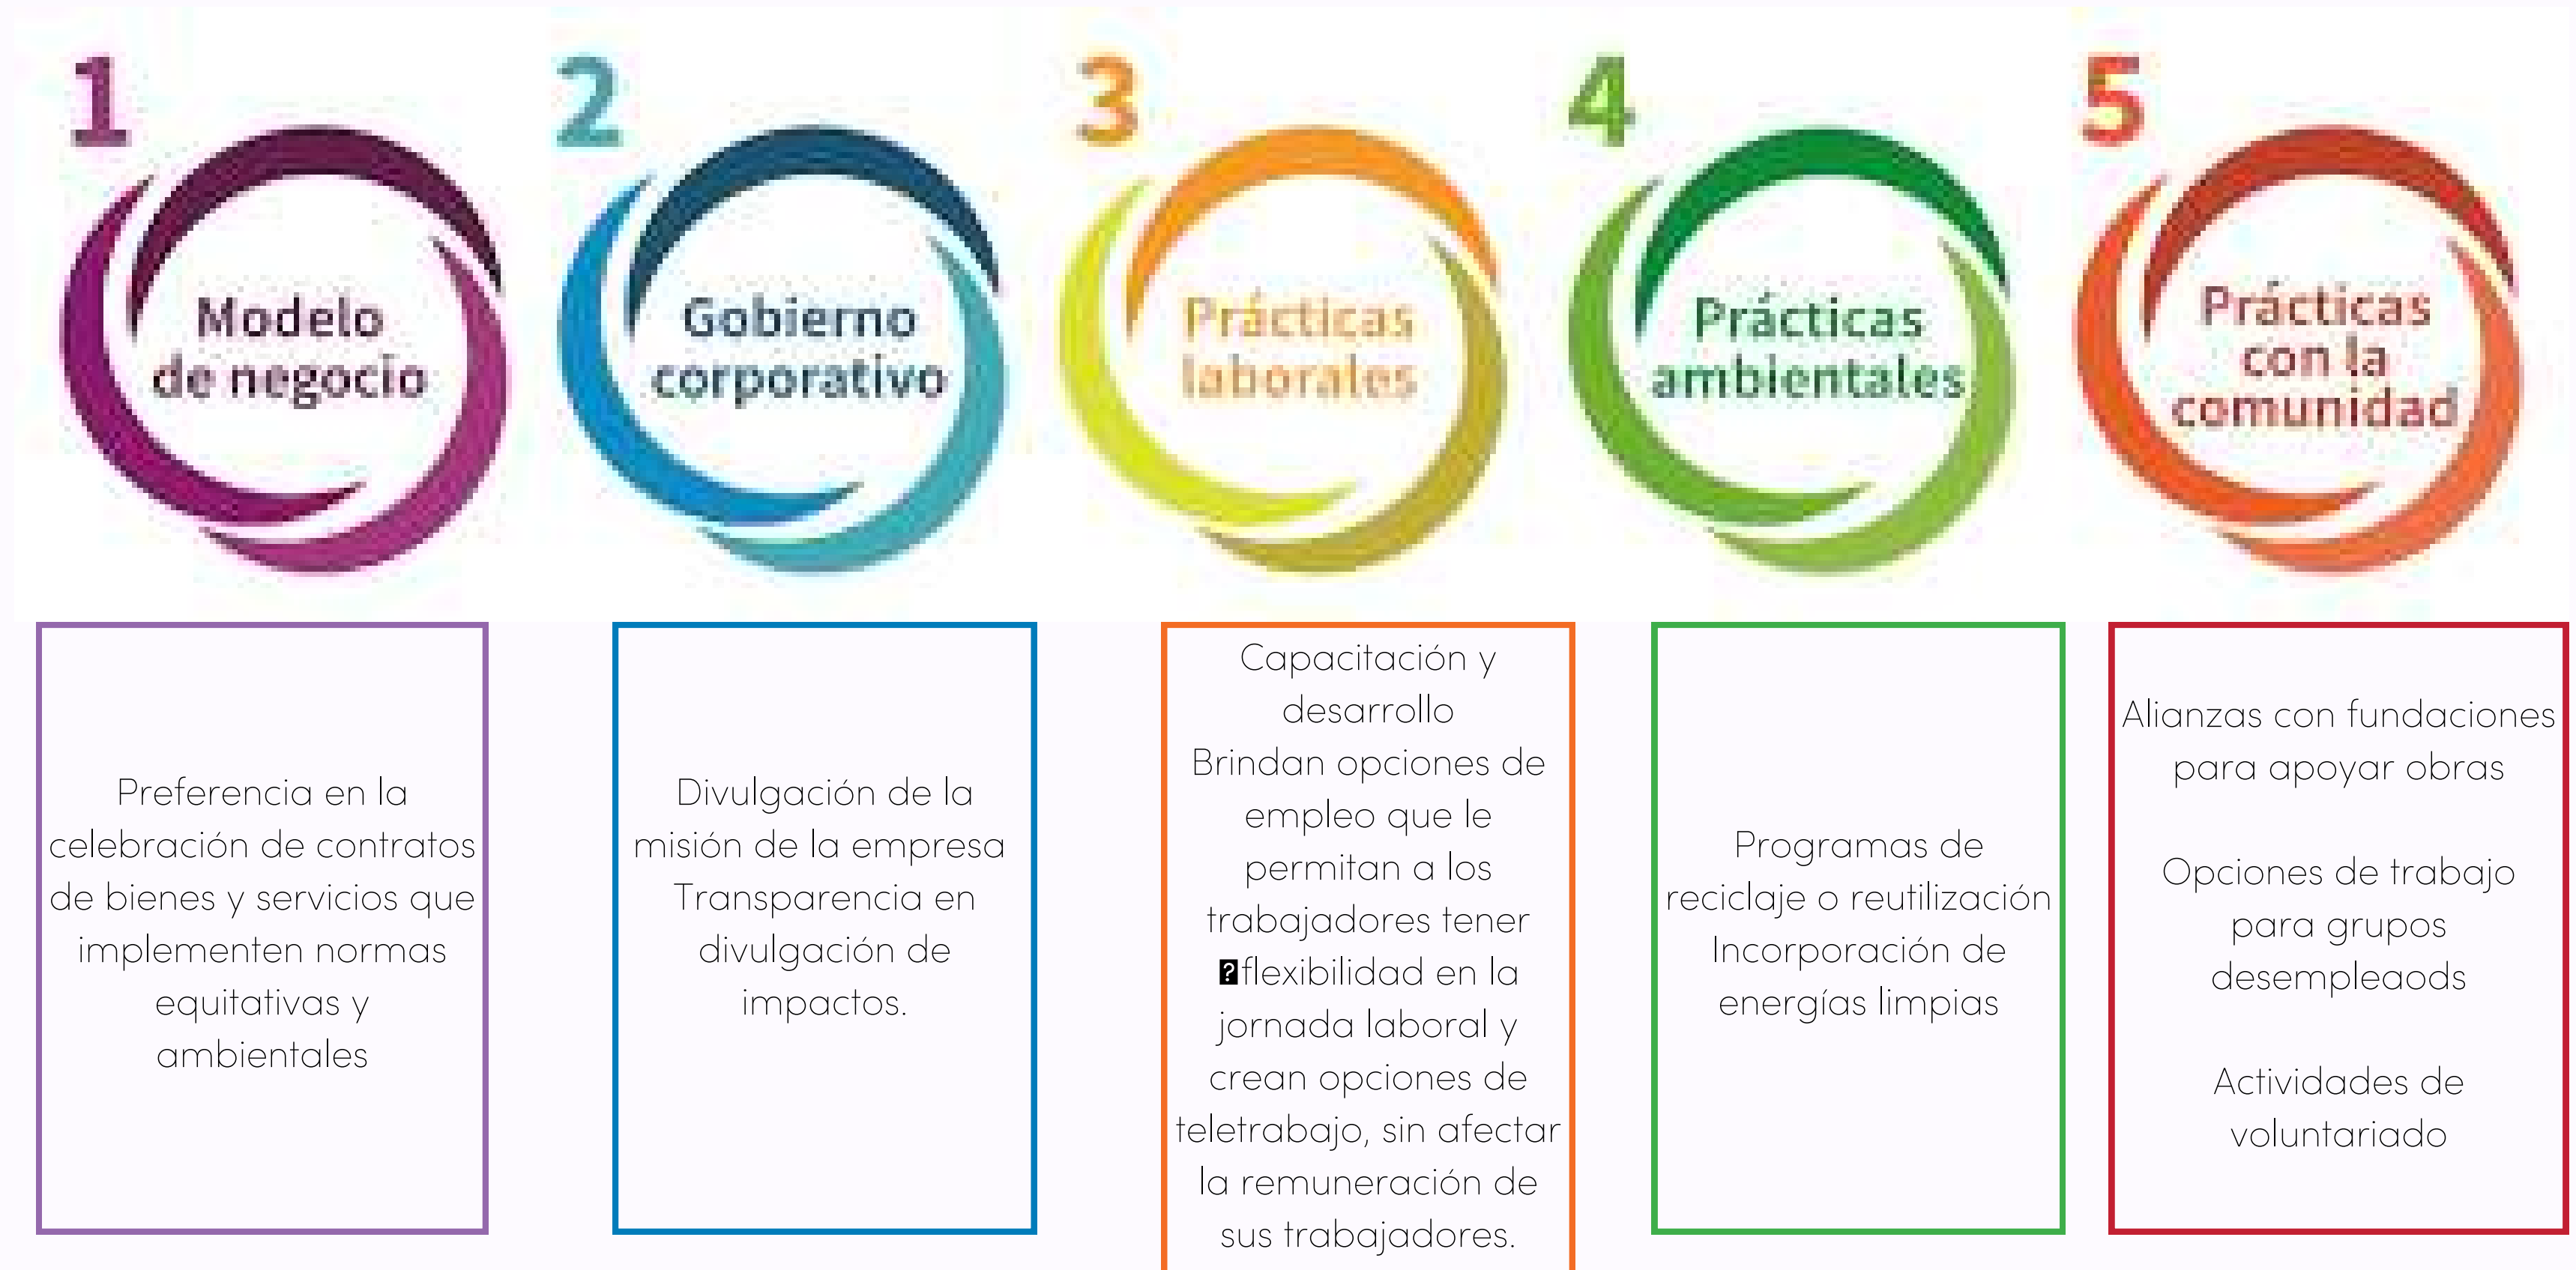 1
Modelo
de negocio
2
Gobierno
corporativo
3
Prácticas
laborales
4
Prácticas
ambientales
5
Prácticas
con la
comunidad
Preferencia en la
celebración de contratos
de bienes y servicios que
implementen normas
equitativas y
ambientales
Divulgación de la
misión de la empresa
Transparencia en
divulgación de
impactos.
Capacitación y
desarrollo
Brindan opciones de
empleo que le
permitan a los
trabajadores tener
�flexibilidad en la
jornada laboral y
crean opciones de
teletrabajo, sin afectar
la remuneración de
sus trabajadores.
Programas de
reciclaje o reutilización
Incorporación de
energías limpias
Alianzas con fundaciones
para apoyar obras
Opciones de trabajo
para grupos
desempleaods
Actividades de
voluntariado